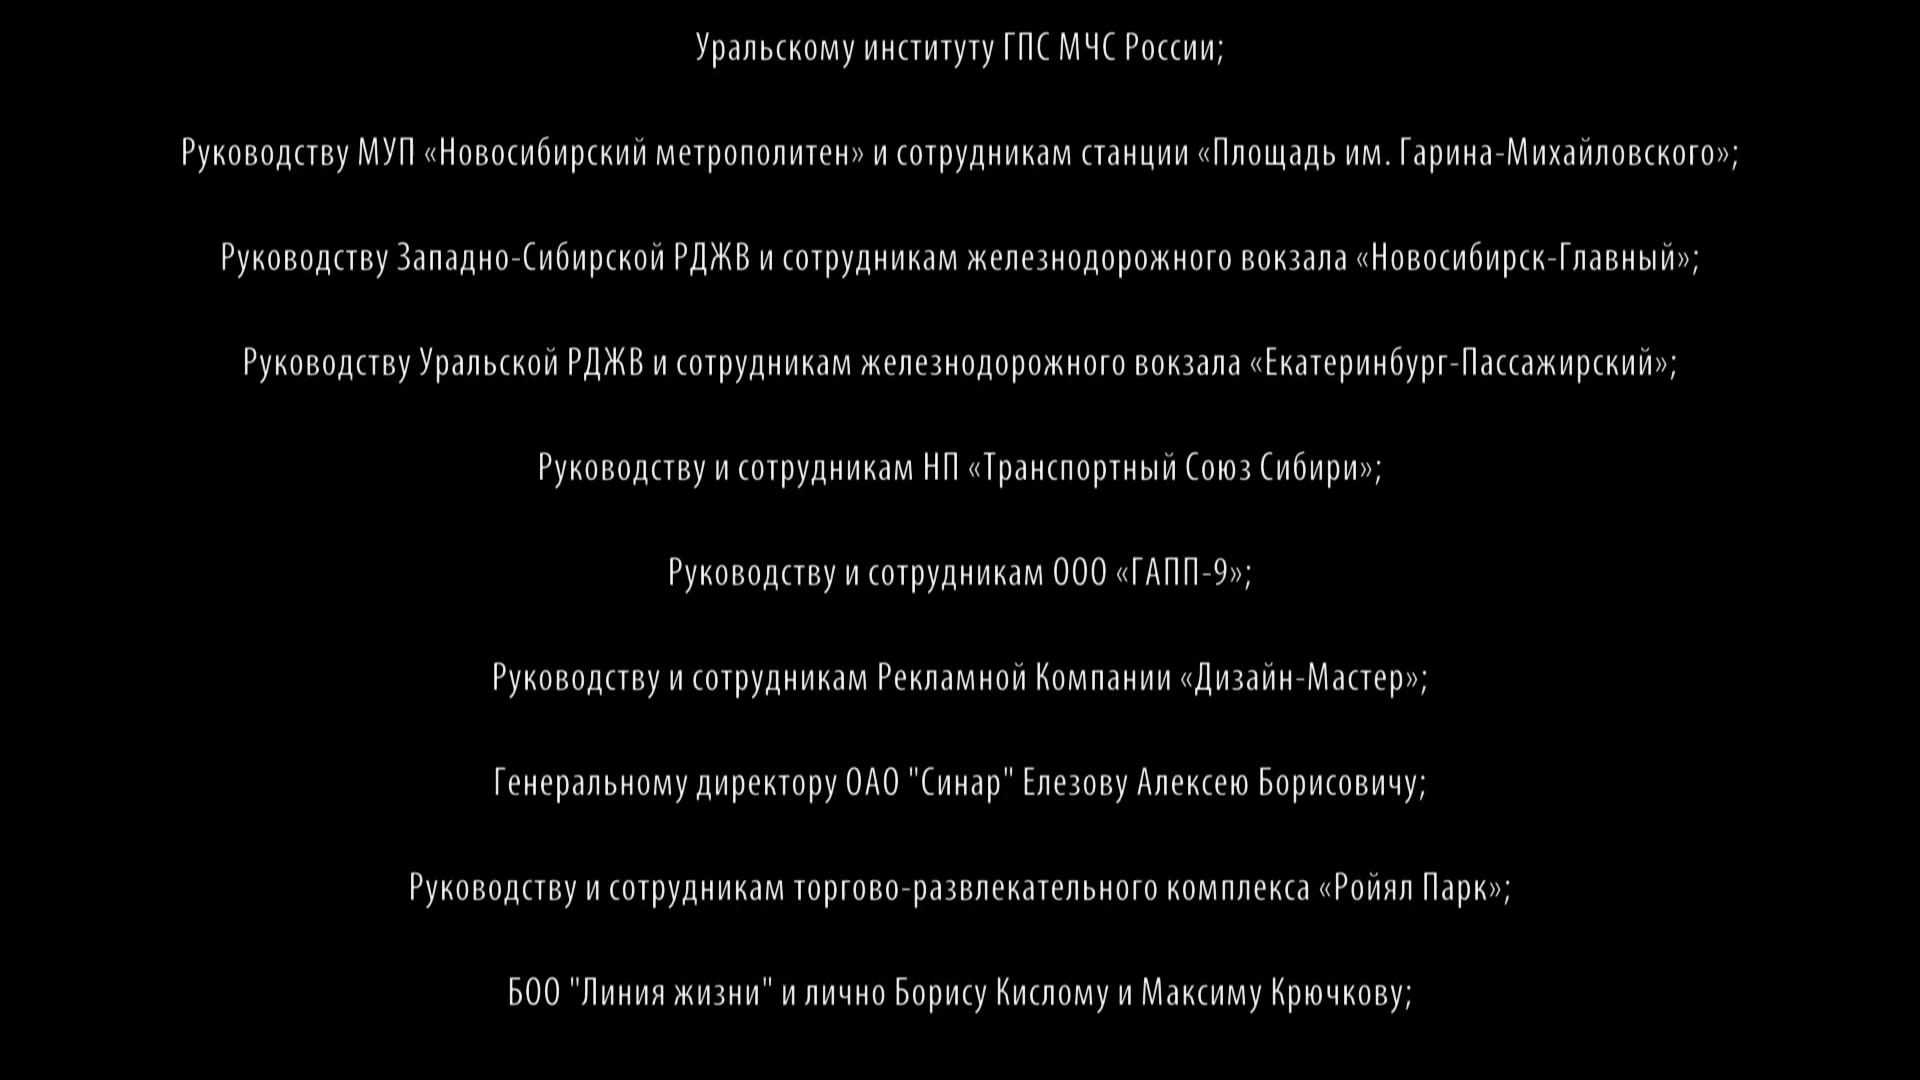 Уральскому институту ГПС МЧС России;
Руководству МУП «Новосибирский метрополитен» и сотрудникам станции «Площадь им. Гарина-Михайловского»;
Руководству Западно-Сибирской РДЖВ и сотрудникам железнодорожного вокзала «Новосибирск-Главный»;
Руководству Уральской РДЖВ и сотрудникам железнодорожного вокзала «Екатеринбург-Пассажирский»;
Руководству и сотрудникам НП «Транспортный Союз Сибири»;
Руководству и сотрудникам ООО «ГАПП-9»;
Руководству и сотрудникам Рекламной Компании «Дизайн-Мастер»;
Генеральному директору ОАО "Синар" Елезову Алексею Борисовичу;
Руководству и сотрудникам торгово-развлекательного комплекса «Ройял Парк»;
БОО "Линия жизни" и лично Борису Кислому и Максиму Крючкову;